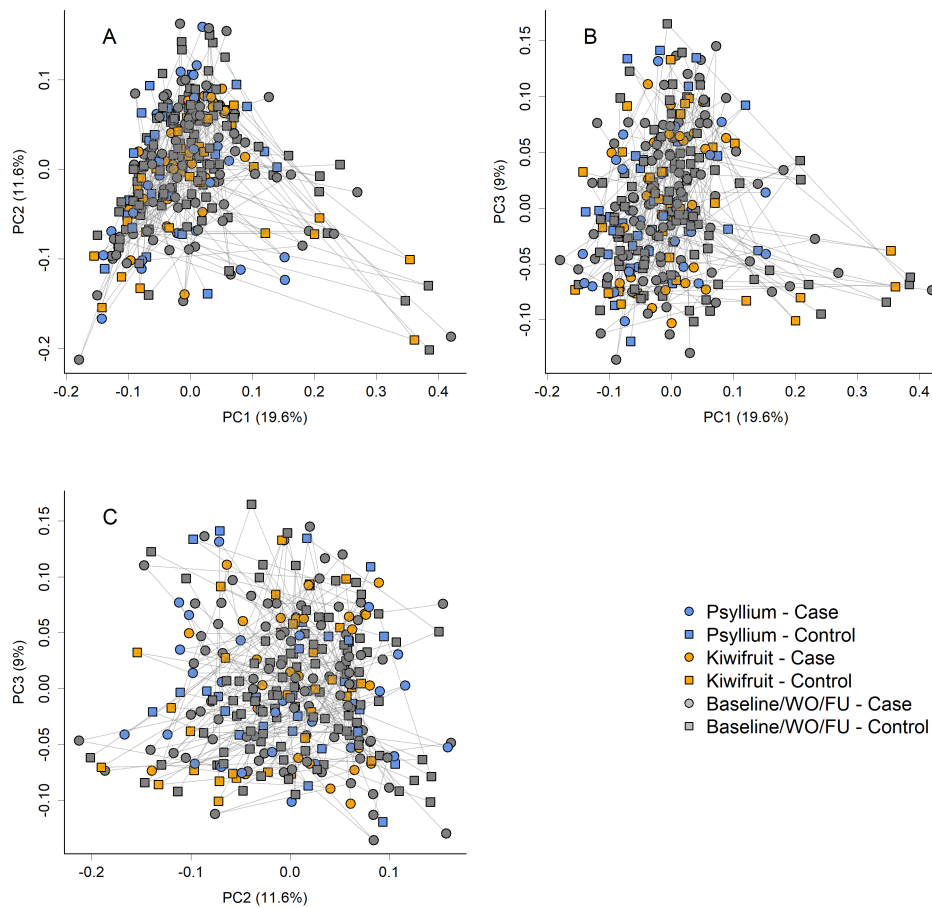 A
0.1
0.0
-0.1
-0.2
PC2 (11.6%)
-0.2 -0.1 0.0 0.1 0.2 0.3 0.4
PC1 (19.6%)
B
0.15
0.10
0.05
0.00
-0.05
-0.10
PC3 (9%)
-0.2 -0.1 0.0 0.1 0.2 0.3 0.4
PC1 (19.6%)
C
0.15
0.10
0.05
0.00
-0.05
-0.10
PC3 (9%)
-0.2 -0.1 0.0 0.1
PC2 (11.6%)
Psyllium - Case
Psyllium - Control
Kiwifruit - Case
Kiwifruit - Control
Baseline/WO/FU - Case
Baseline/WO/FU - Control